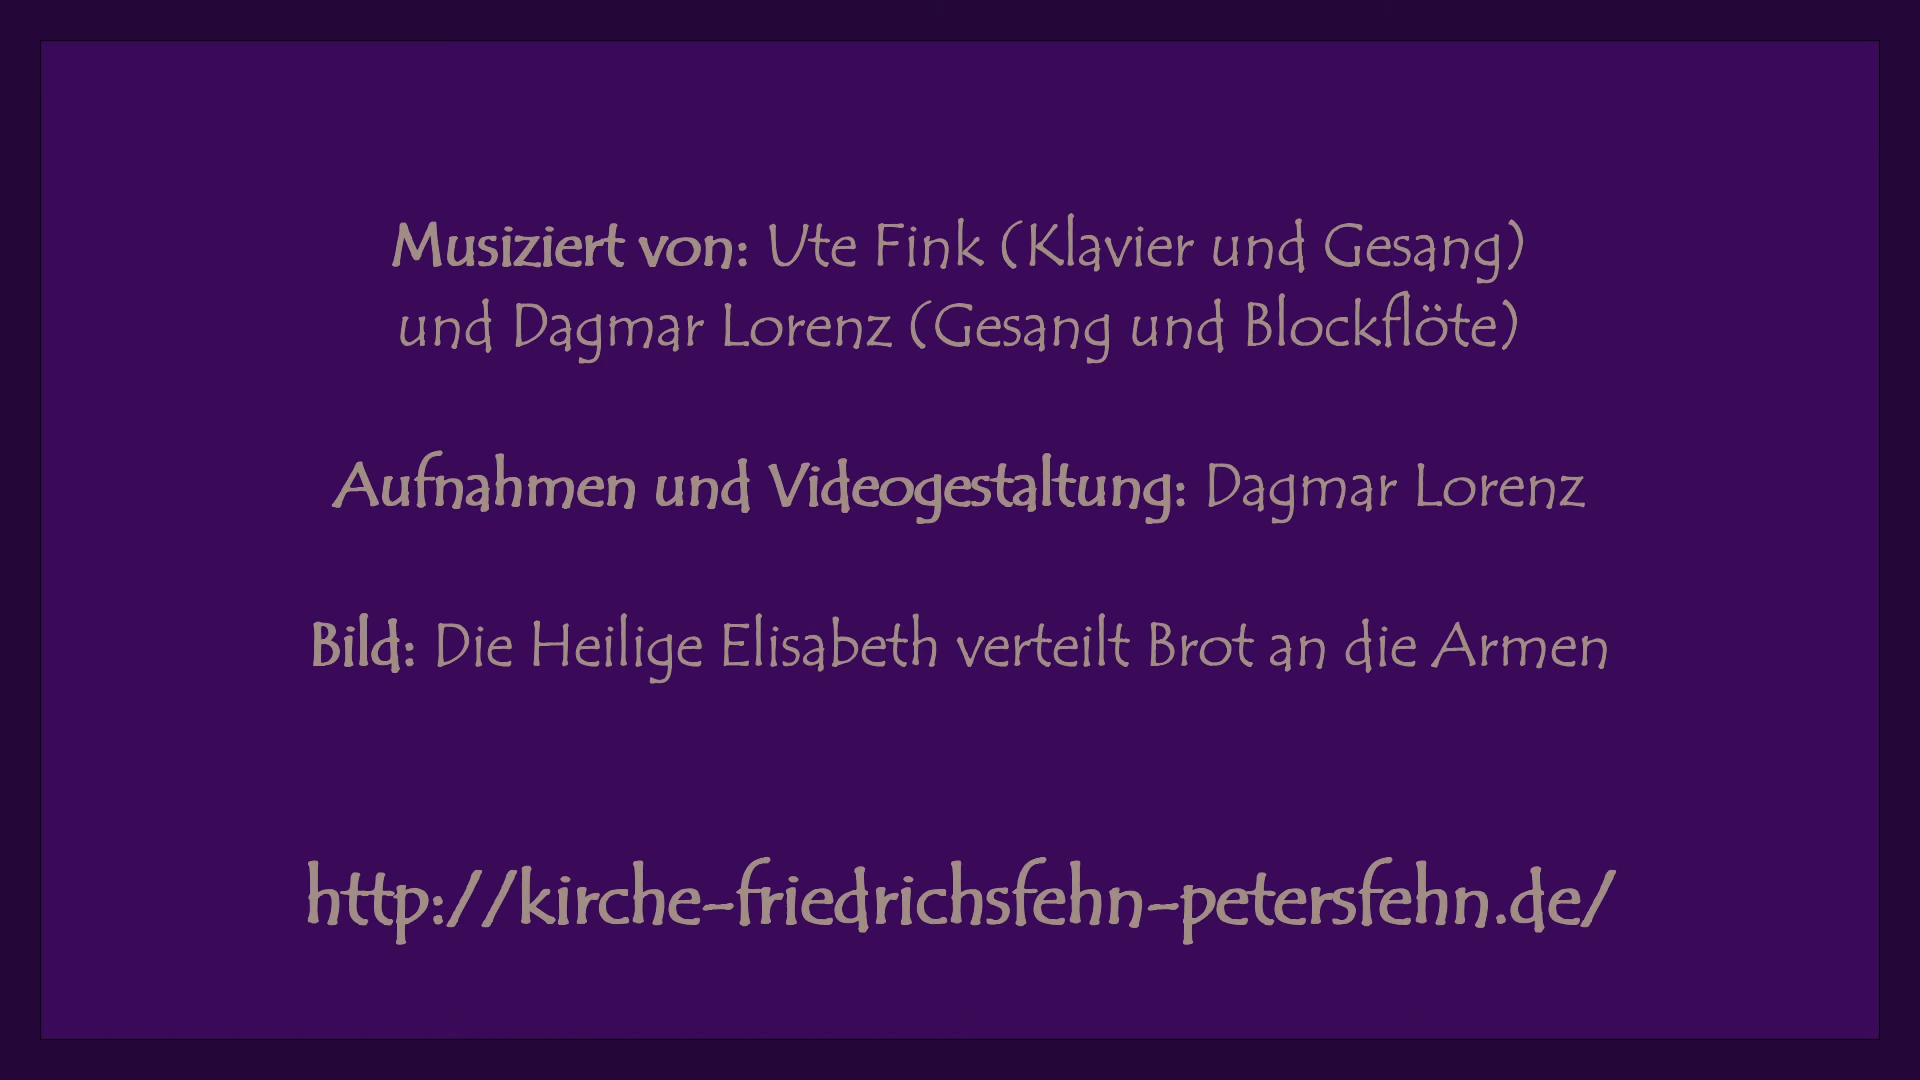 Musiziert von: Ute Fink (Klavier und Gesang)
und Dagmar Lorenz (Gesang und Blockflöte)
Aufnahmen und Videogestaltung: Dagmar Lorenz
Bild: Die Heilige Elisabeth verteilt Brot an die Armen
http://kirche-friedrichsfehn-petersfehn.de/